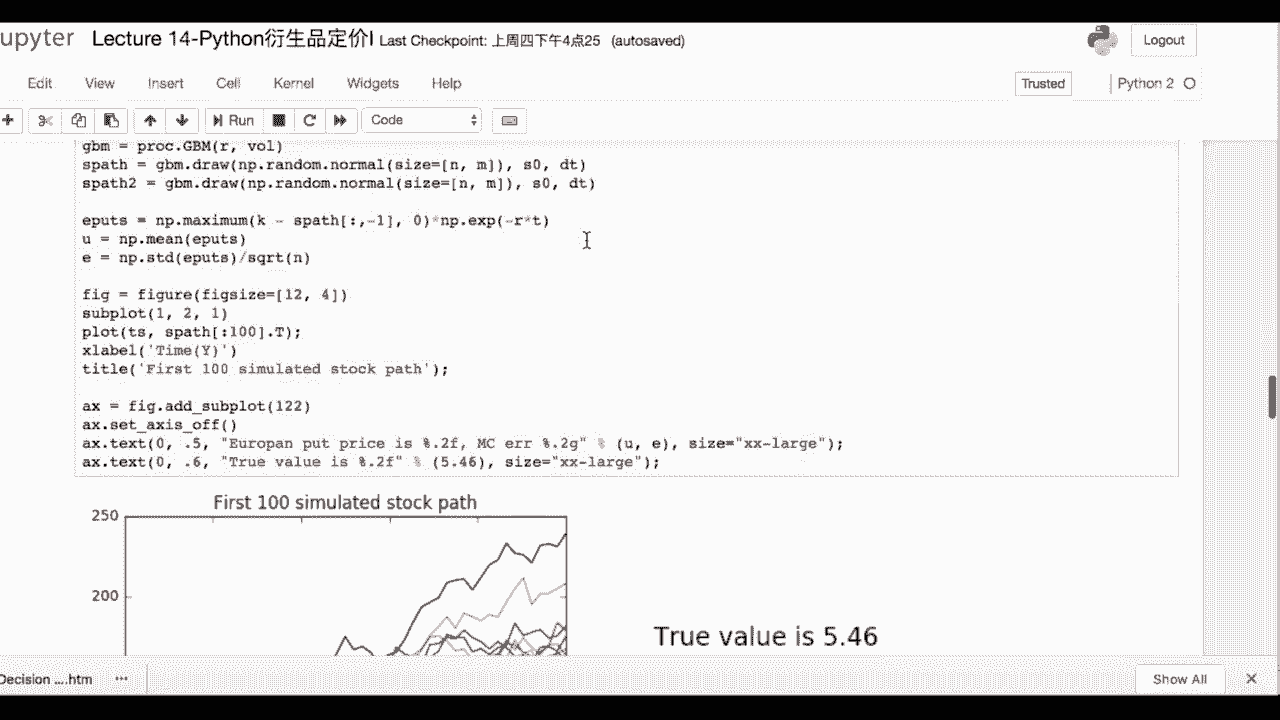 upyter Lecture 14-Python衍生品定价I Last Checkpoint: 上周四下午4点25 (autosaved) Logout
Edit View Insert Cell Kernel Widgets Help Trusted Python 2
Run Code
gbm = proc.GBM(r, vol)
spath = gbm.draw(np.random.normal(size=[n, m]), s0, dt)
spath2 = gbm.draw(np.random.normal(size=[n, m]), s0, dt)
eputs = np.maximum(k - spath[:,-1], 0)*np.exp(-r*t)
u = np.mean(eputs)
e = np.std(eputs)/sqrt(n)
fig = figure(figsize=[12, 4])
subplot(1, 2, 1)
plot(ts, spath[:100].T);
xlabel('Time(Y)')
title('First 100 simulated stock path');
ax = fig.add_subplot(122)
ax.set_axis_off()
ax.text(0, .5, "Europan put price is %.2f, MC err %.2g" % (u, e), size="xx-large");
ax.text(0, .6, "True value is %.2f" % (5.46), size="xx-large");
First 100 simulated stock path
250
200
True value is 5.46
Decision ....htm Show All